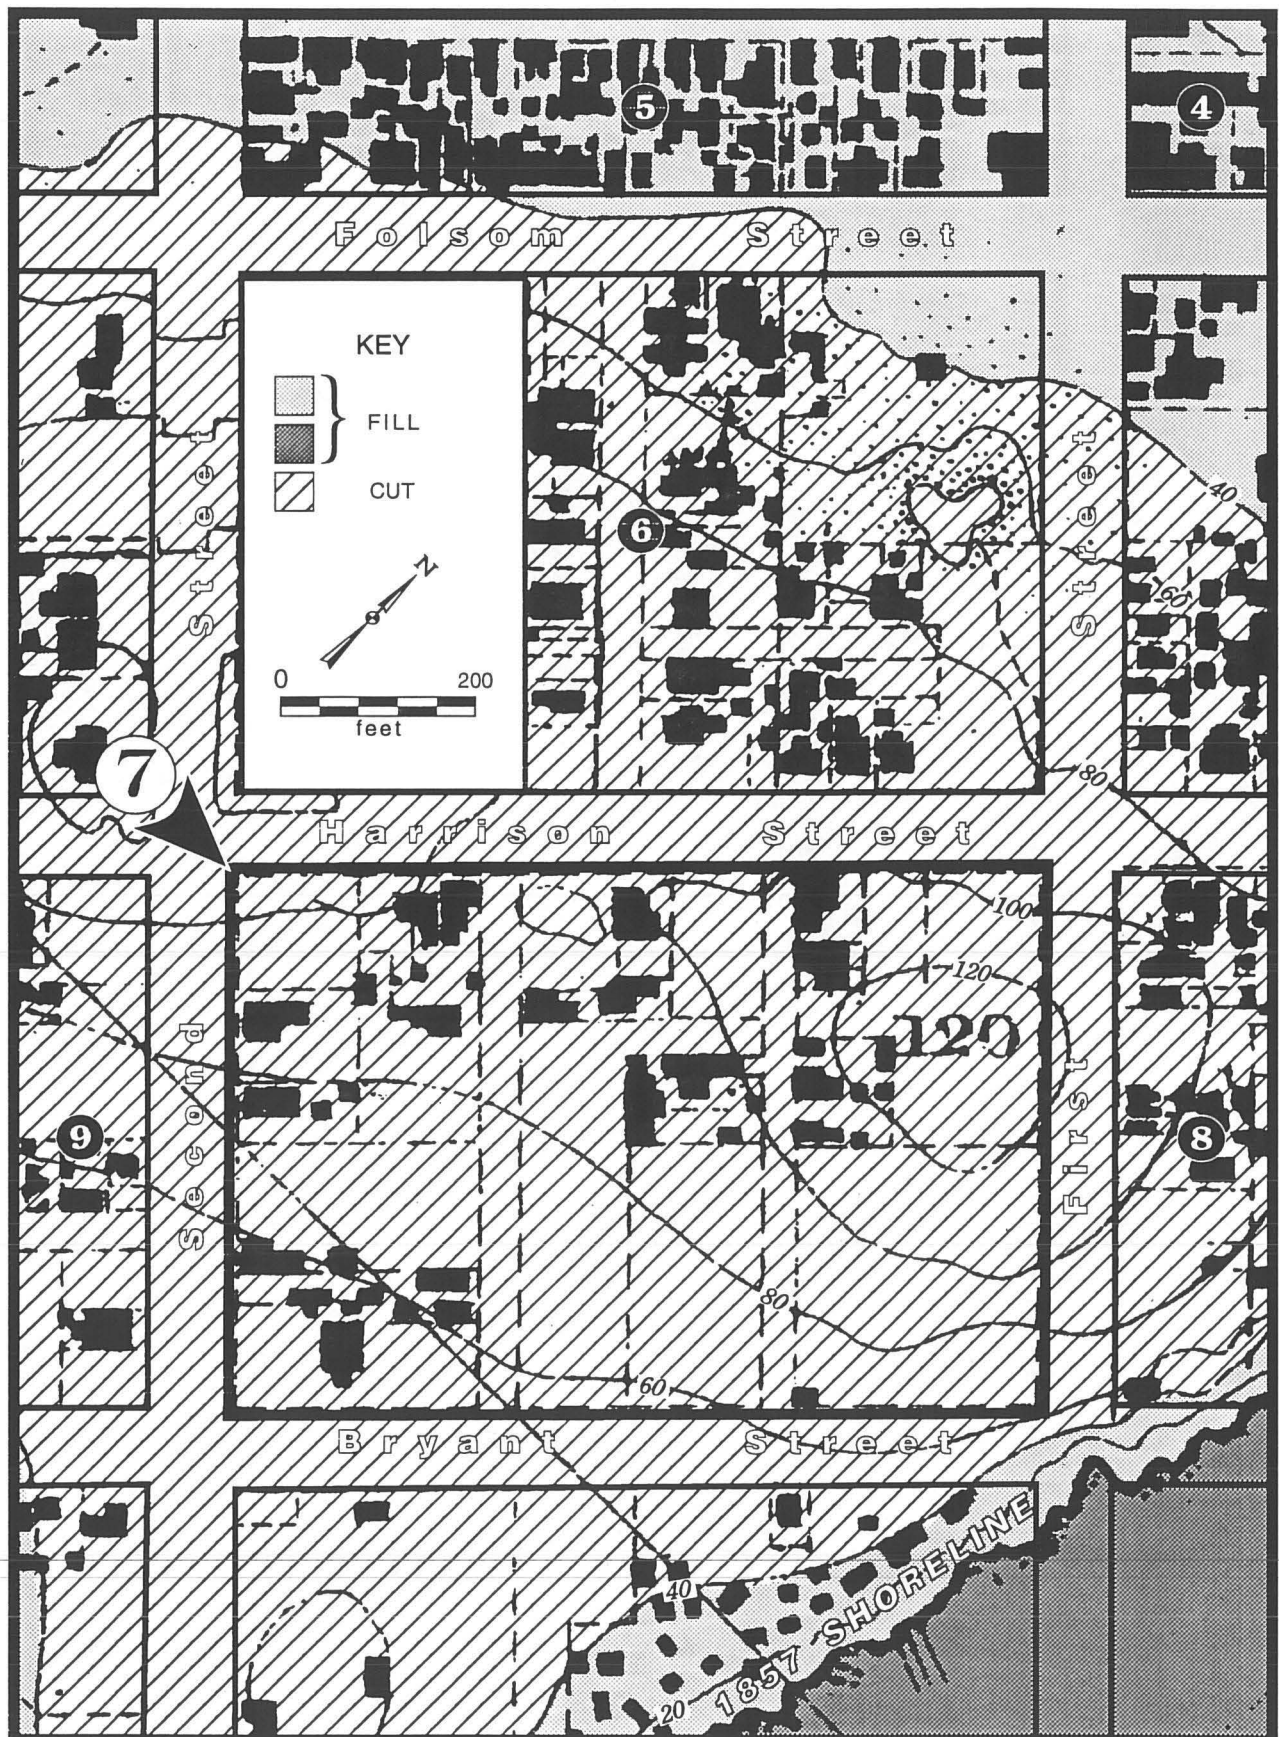 5
4
Folsom Street
KEY
FILL
CUT
N
0 200
feet
Street
Street
40
60
6
7
80
Harrison Street
100
120
120
Second
First
9
8
80
60
Bryant Street
40
20
1857 SHORELINE